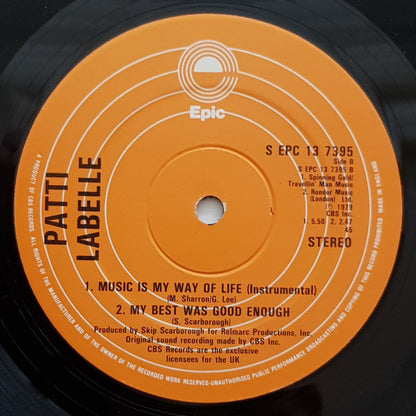 Epic
S EPC 13 7395
Side B
S EPC 13 7395 B
1. Spinning Gold/
Travellin' Man Music
2. Rondor Music
(London) Ltd.
℗ 1979
CBS Inc.
1. 5.50 2. 2.47
45
STEREO
PATTI
LABELLE
1. MUSIC IS MY WAY OF LIFE (Instrumental)
(M. Sharron/G. Lee)
2. MY BEST WAS GOOD ENOUGH
(S. Scarborough)
Produced by Skip Scarborough for Relmarc Productions, Inc.
Original sound recording made by CBS Inc.
CBS Records are the exclusive
licensees for the UK
A PRODUCT OF CBS RECORDS. ALL RIGHTS OF THE MANUFACTURER AND OF THE OWNER OF THE RECORDED WORK RESERVED-UNAUTHORISED PUBLIC PERFORMANCE BROADCASTING AND COPYING OF THIS RECORD PROHIBITED MADE IN ENGLAND